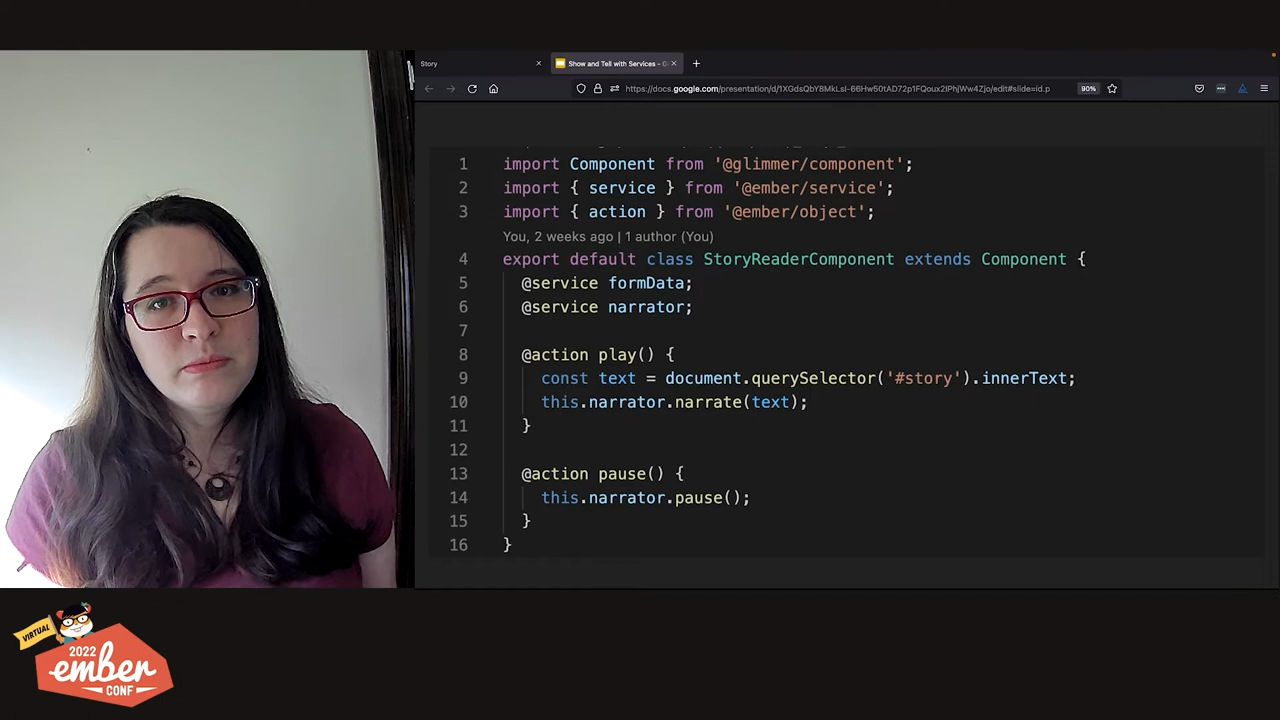 Story
Show and Tell with Services - G
https://docs.google.com/presentation/d/1XGdsQbY8MkLsI-66Hw50tAD72p1FQoux2IPhjWw4Zjo/edit#slide=id.p
90%
1 import Component from '@glimmer/component';
2 import { service } from '@ember/service';
3 import { action } from '@ember/object';
You, 2 weeks ago | 1 author (You)
4 export default class StoryReaderComponent extends Component {
5 @service formData;
6 @service narrator;
7
8 @action play() {
9 const text = document.querySelector('#story').innerText;
10 this.narrator.narrate(text);
11 }
12
13 @action pause() {
14 this.narrator.pause();
15 }
16 }
VIRTUAL
2022
ember
CONF